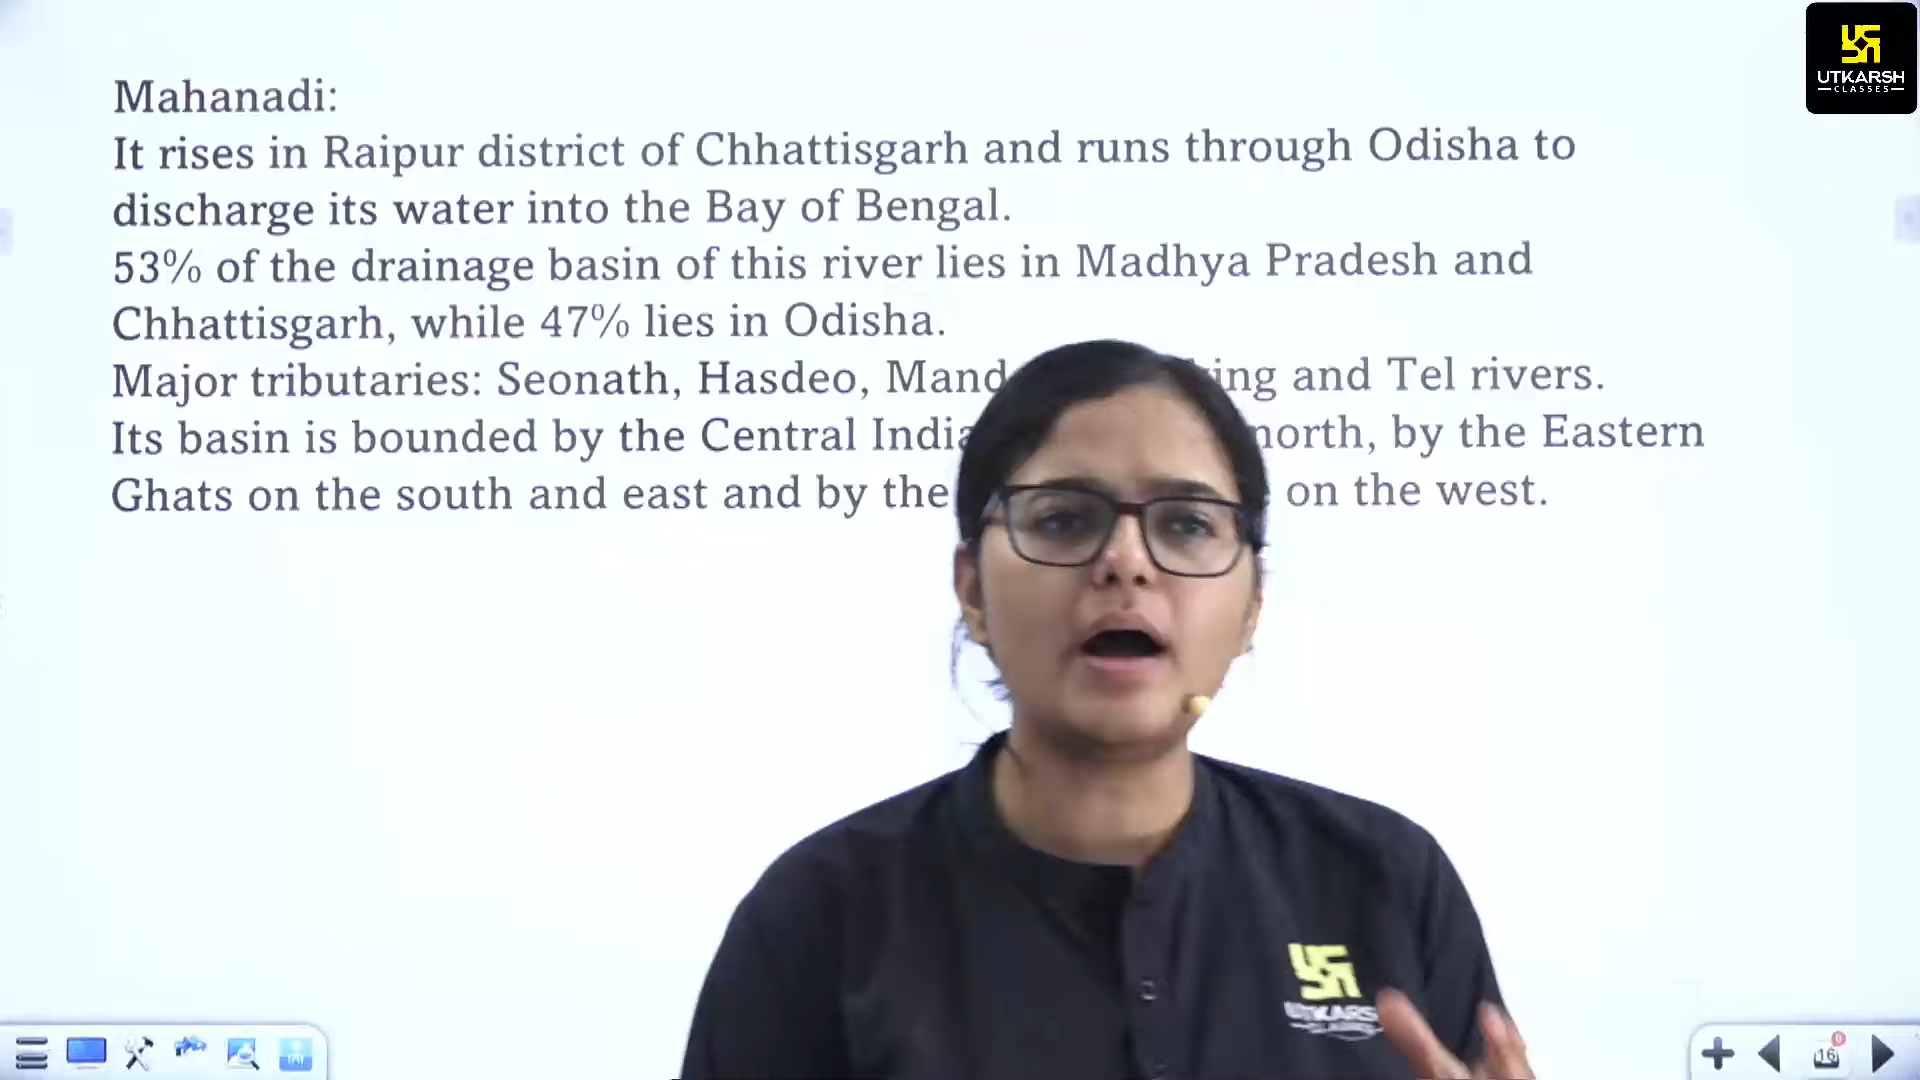 UTKARSH
CLASSES
Mahanadi:
It rises in Raipur district of Chhattisgarh and runs through Odisha to
discharge its water into the Bay of Bengal.
53% of the drainage basin of this river lies in Madhya Pradesh and
Chhattisgarh, while 47% lies in Odisha.
Major tributaries: Seonath, Hasdeo, and Tel rivers.
Its basin is bounded by the Central north, by the Eastern
Ghats on the south and east and by the on the west.
UTKARSH
CLASSES
16